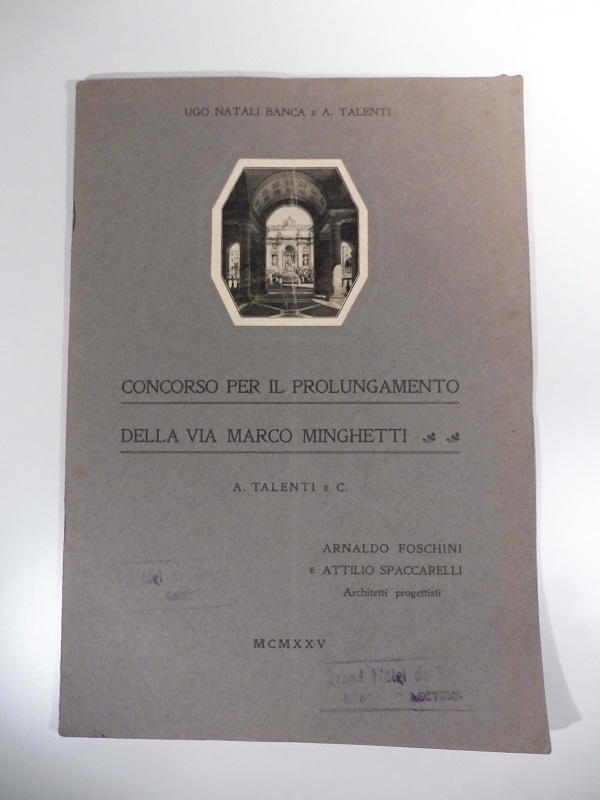 UGO NATALI BANCA E A. TALENTI
CONCORSO PER IL PROLUNGAMENTO
DELLA VIA MARCO MINGHETTI
A. TALENTI E C.
ARNALDO FOSCHINI
E ATTILIO SPACCARELLI
Architetti progettisti
MCMXXV